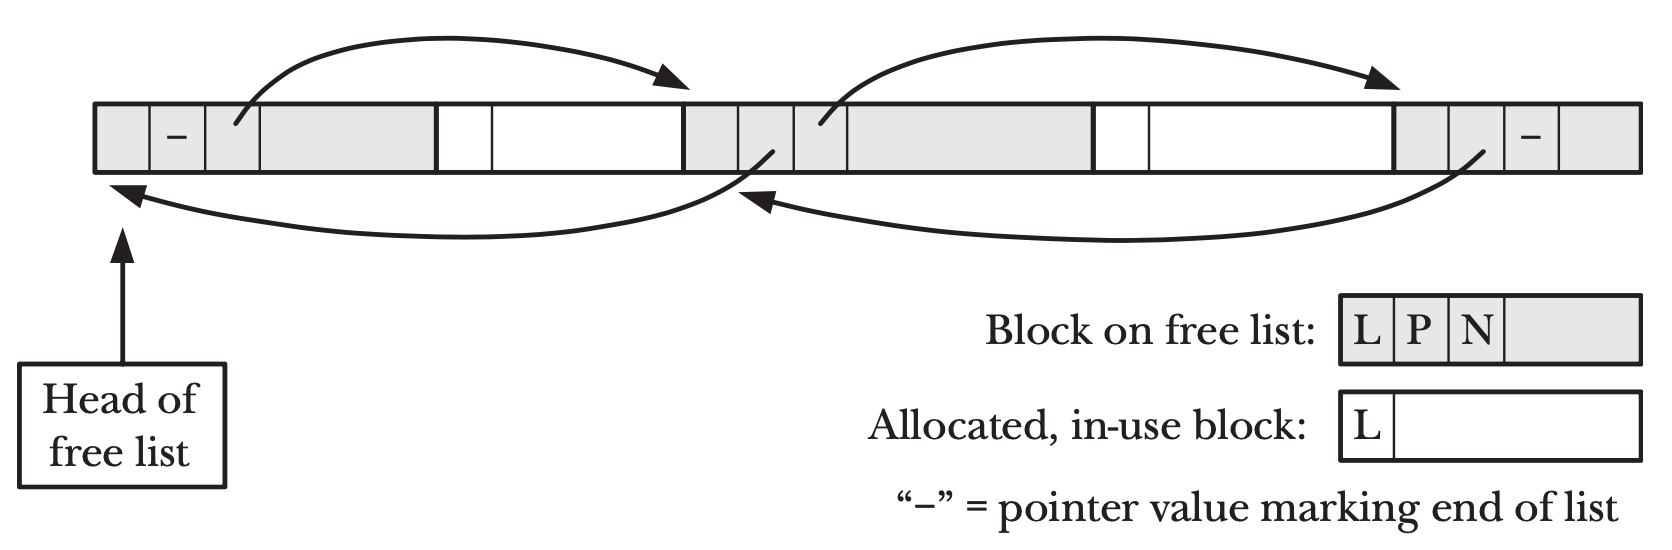 –
–
Block on free list:
L P N
Head of
free list
Allocated, in-use block:
L
“–” = pointer value marking end of list